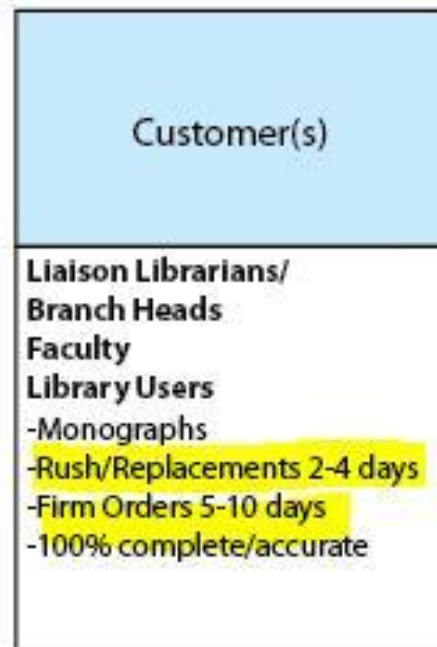 Customer(s)
Liaison Librarians/
Branch Heads
Faculty
Library Users
-Monographs
-Rush/Replacements 2-4 days
-Firm Orders 5-10 days
-100% complete/accurate